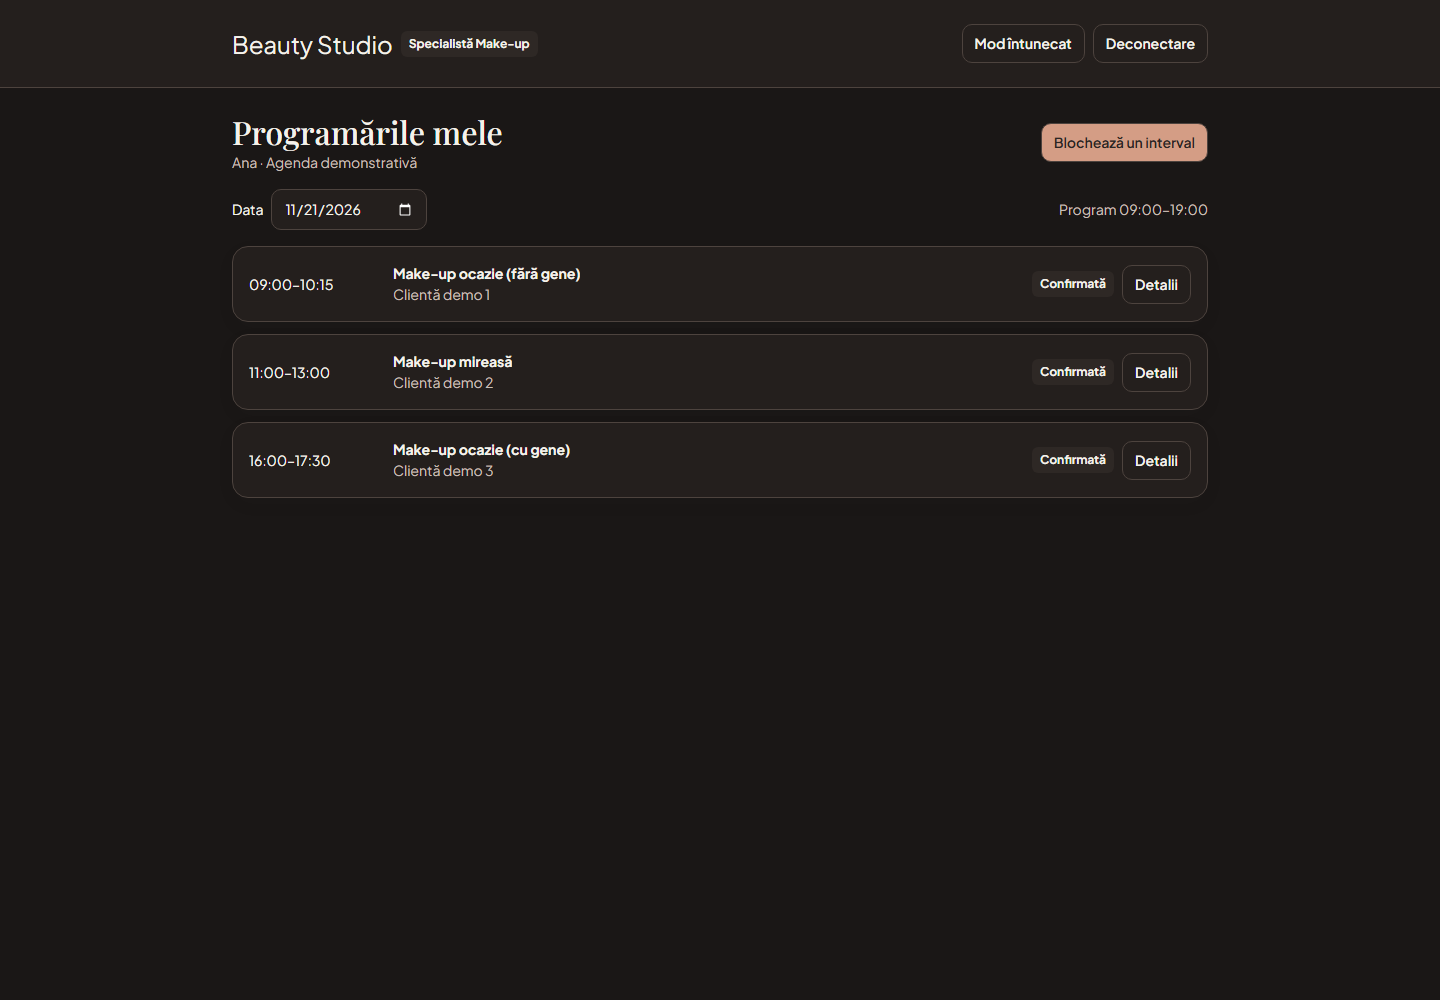 Beauty Studio Specialistă Make-up Mod întunecat Deconectare
Programările mele
Ana · Agenda demonstrativă
Blochează un interval
Data 11/21/2026 Program 09:00–19:00
09:00–10:15 Make-up ocazie (fără gene) Confirmată Detalii
Clientă demo 1
11:00–13:00 Make-up mireasă Confirmată Detalii
Clientă demo 2
16:00–17:30 Make-up ocazie (cu gene) Confirmată Detalii
Clientă demo 3